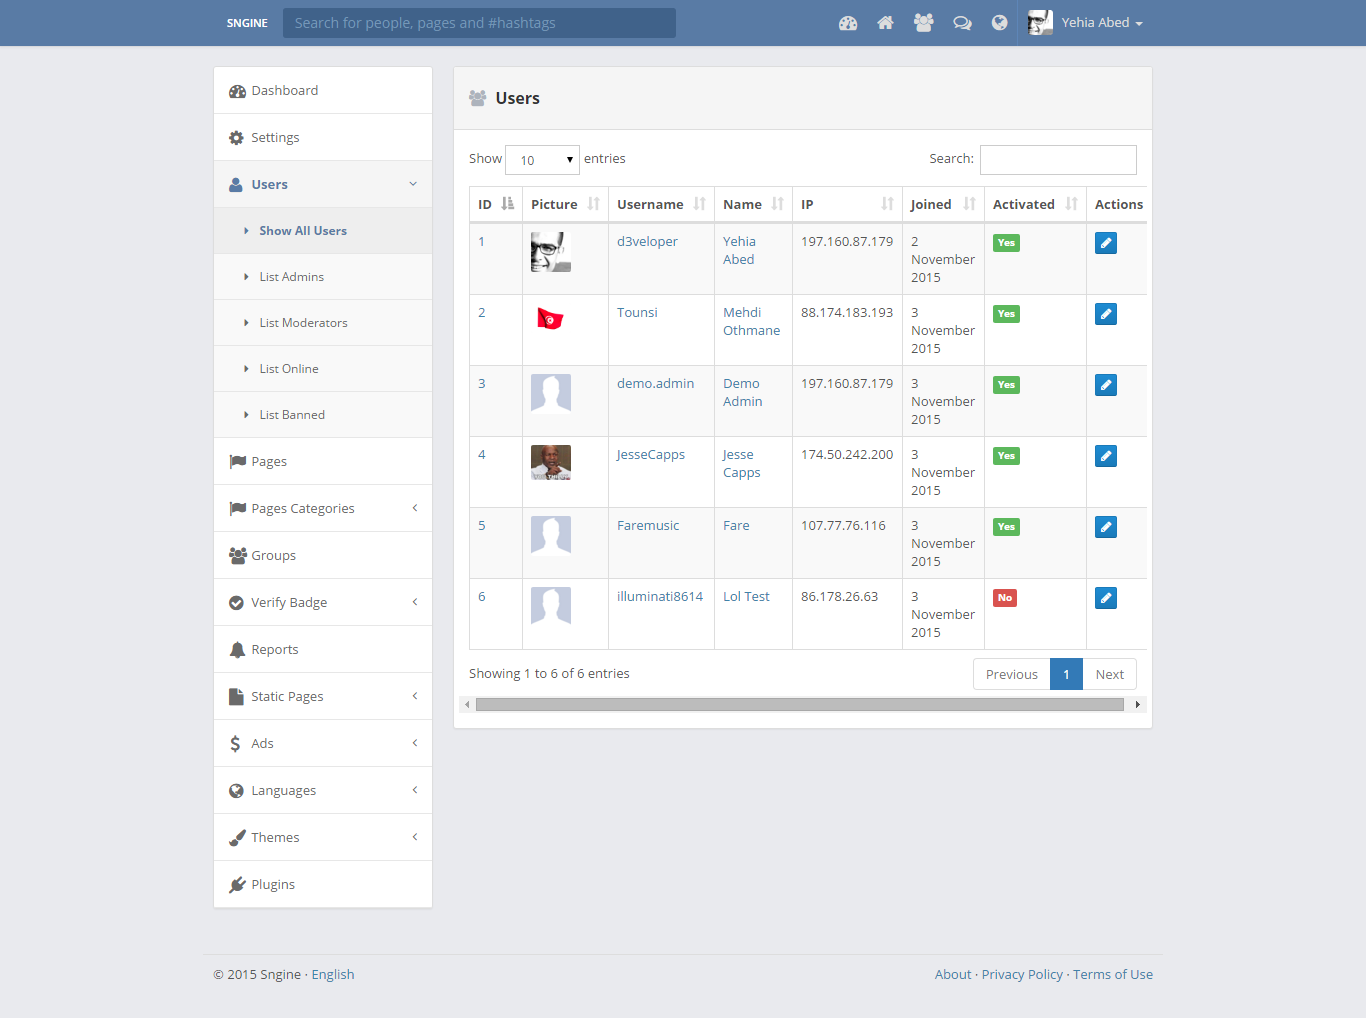 SNGINE
Search for people, pages and #hashtags
Yehia Abed
Dashboard
Settings
Users
Show All Users
List Admins
List Moderators
List Online
List Banned
Pages
Pages Categories
Groups
Verify Badge
Reports
Static Pages
Ads
Languages
Themes
Plugins
Users
Show 10 entries
Search:
ID Picture Username Name IP Joined Activated Actions
1 d3veloper Yehia 197.160.87.179 2 Yes
Abed November
2015
2 Tounsi Mehdi 88.174.183.193 3 Yes
Othmane November
2015
3 demo.admin Demo 197.160.87.179 3 Yes
Admin November
2015
4 JesseCapps Jesse 174.50.242.200 3 Yes
Capps November
2015
5 Faremusic Fare 107.77.76.116 3 Yes
November
2015
6 illuminati8614 Lol Test 86.178.26.63 3 No
November
2015
Showing 1 to 6 of 6 entries
Previous 1 Next
© 2015 Sngine · English
About · Privacy Policy · Terms of Use